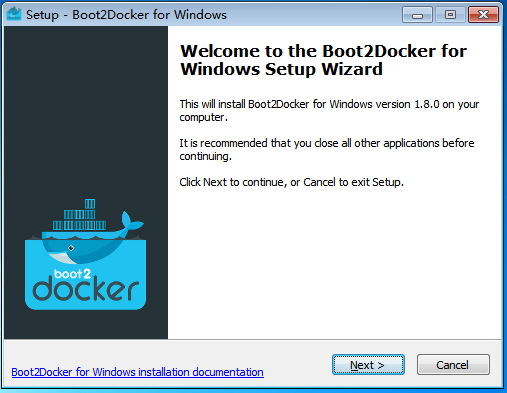 Setup - Boot2Docker for Windows
Welcome to the Boot2Docker for
Windows Setup Wizard
This will install Boot2Docker for Windows version 1.8.0 on your
computer.
It is recommended that you close all other applications before
continuing.
Click Next to continue, or Cancel to exit Setup.
boot2
docker
Boot2Docker for Windows installation documentation
Next >
Cancel